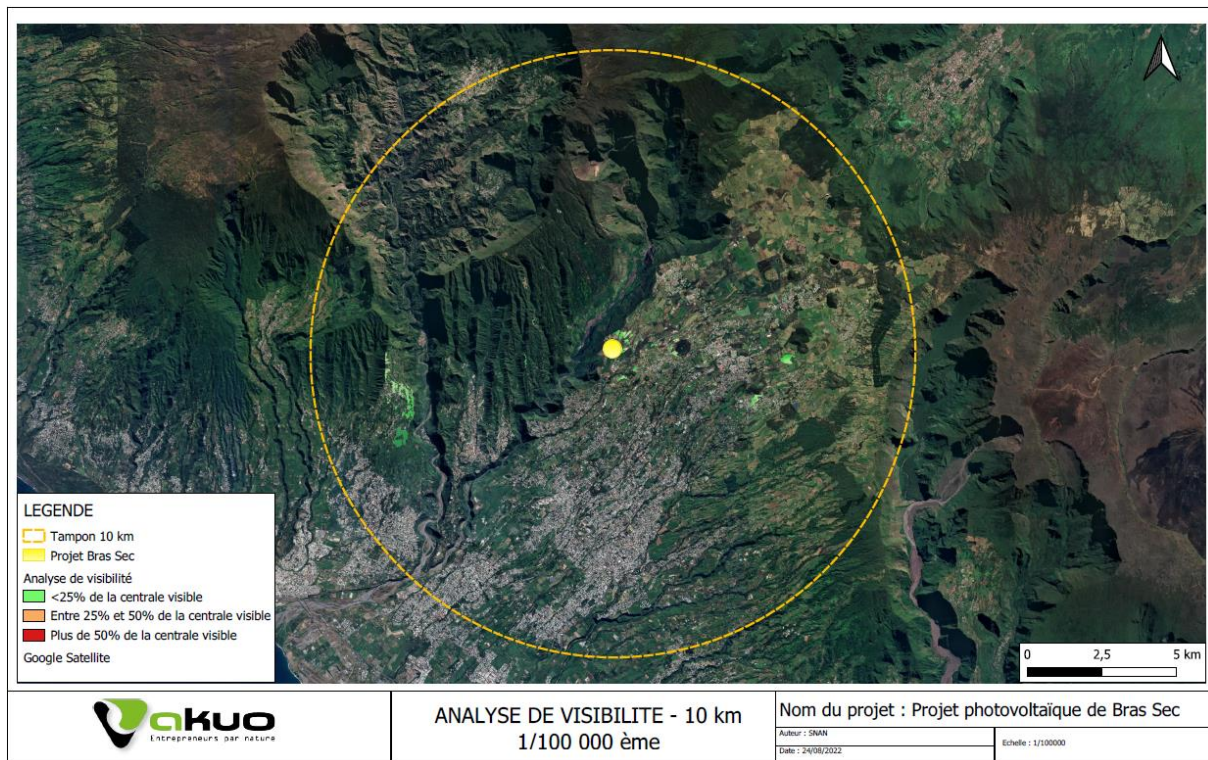 LEGENDE
Tampon 10 km
Projet Bras Sec
Analyse de visibilité
<25% de la centrale visible
Entre 25% et 50% de la centrale visible
Plus de 50% de la centrale visible
Google Satellite
0 2,5 5 km
akuo
Entrepreneurs par nature
ANALYSE DE VISIBILITE - 10 km
1/100 000 ème
Nom du projet : Projet photovoltaïque de Bras Sec
Auteur : SNAN
Date : 24/08/2022
Echelle : 1/100000